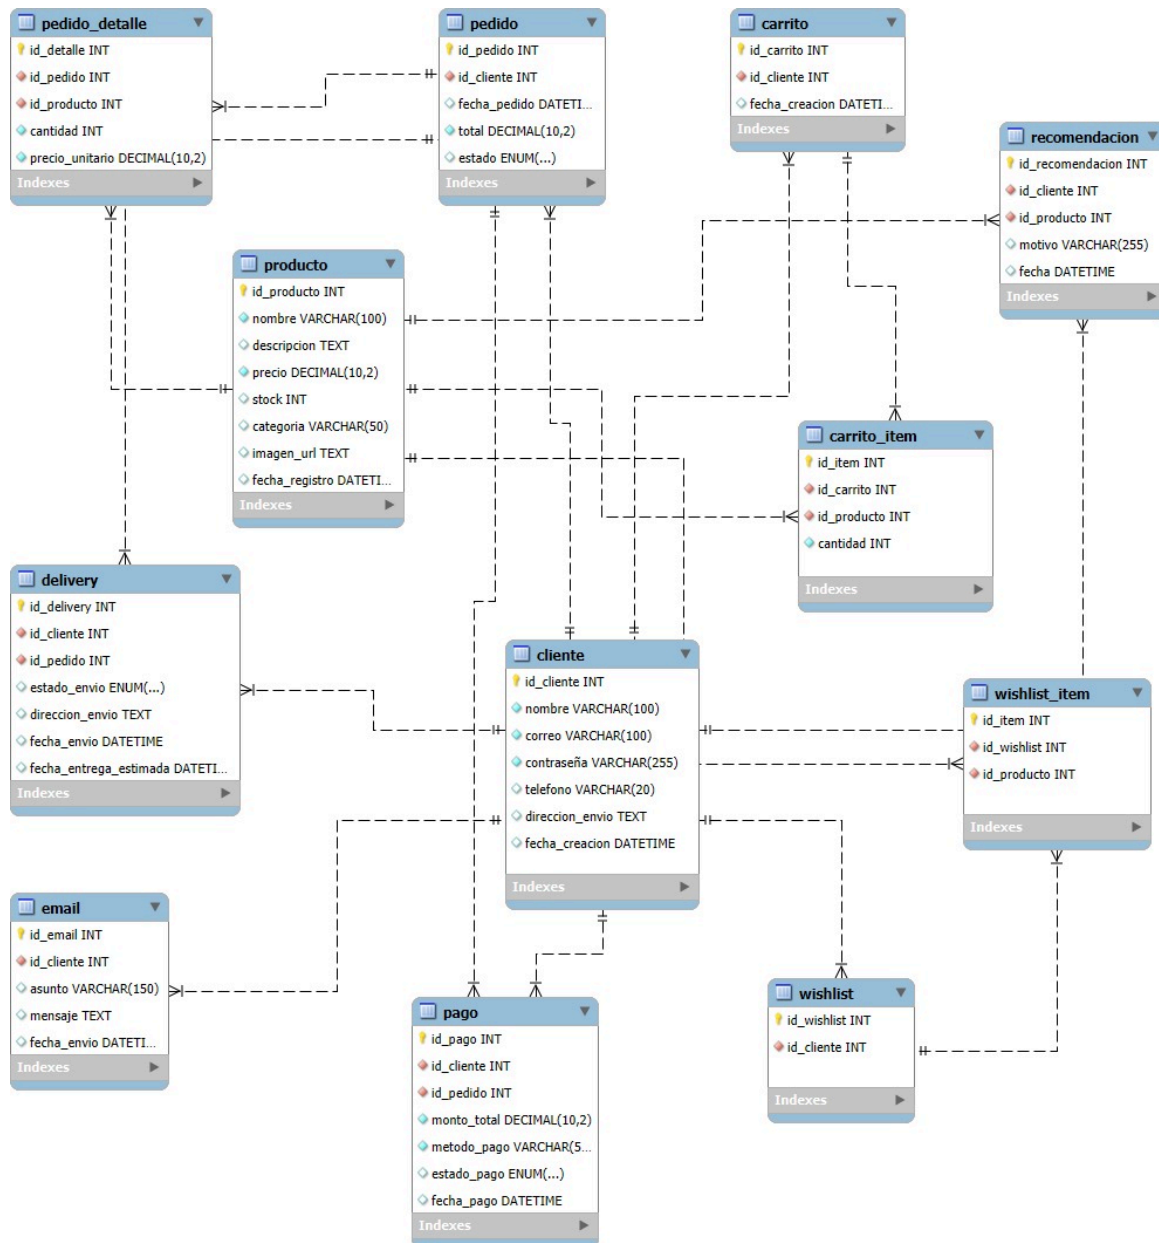 pedido_detalle
id_detalle INT
id_pedido INT
id_producto INT
cantidad INT
precio_unitario DECIMAL(10,2)
Indexes
pedido
id_pedido INT
id_cliente INT
fecha_pedido DATETI...
total DECIMAL(10,2)
estado ENUM(...)
Indexes
carrito
id_carrito INT
id_cliente INT
fecha_creacion DATETI...
Indexes
recomendacion
id_recomendacion INT
id_cliente INT
id_producto INT
motivo VARCHAR(255)
fecha DATETIME
Indexes
producto
id_producto INT
nombre VARCHAR(100)
descripcion TEXT
precio DECIMAL(10,2)
stock INT
categoria VARCHAR(50)
imagen_url TEXT
fecha_registro DATETI...
Indexes
carrito_item
id_item INT
id_carrito INT
id_producto INT
cantidad INT
Indexes
delivery
id_delivery INT
id_cliente INT
id_pedido INT
estado_envio ENUM(...)
direccion_envio TEXT
fecha_envio DATETIME
fecha_entrega_estimada DATETI...
Indexes
cliente
id_cliente INT
nombre VARCHAR(100)
correo VARCHAR(100)
contraseña VARCHAR(255)
telefono VARCHAR(20)
direccion_envio TEXT
fecha_creacion DATETIME
Indexes
wishlist_item
id_item INT
id_wishlist INT
id_producto INT
Indexes
email
id_email INT
id_cliente INT
asunto VARCHAR(150)
mensaje TEXT
fecha_envio DATETI...
Indexes
pago
id_pago INT
id_cliente INT
id_pedido INT
monto_total DECIMAL(10,2)
metodo_pago VARCHAR(5...
estado_pago ENUM(...)
fecha_pago DATETIME
Indexes
wishlist
id_wishlist INT
id_cliente INT
Indexes